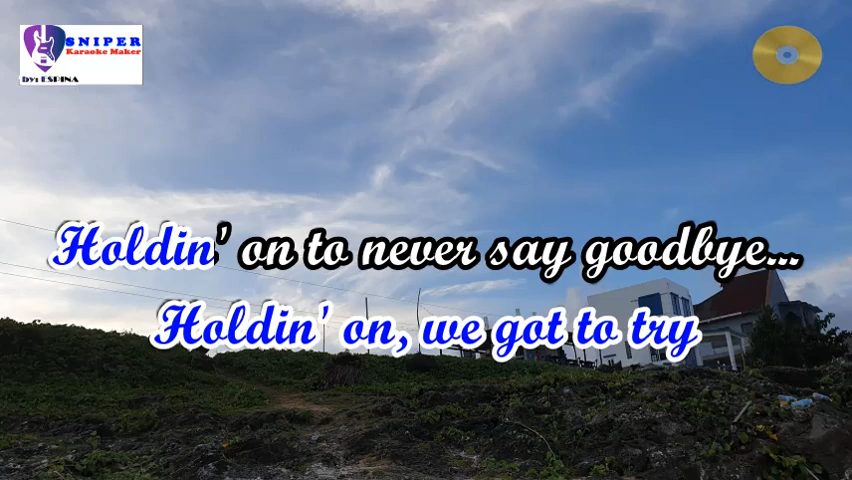 SNIPER
Karaoke Maker
by: ESPINA
Holdin' on to never say goodbye...
Holdin' on, we got to try